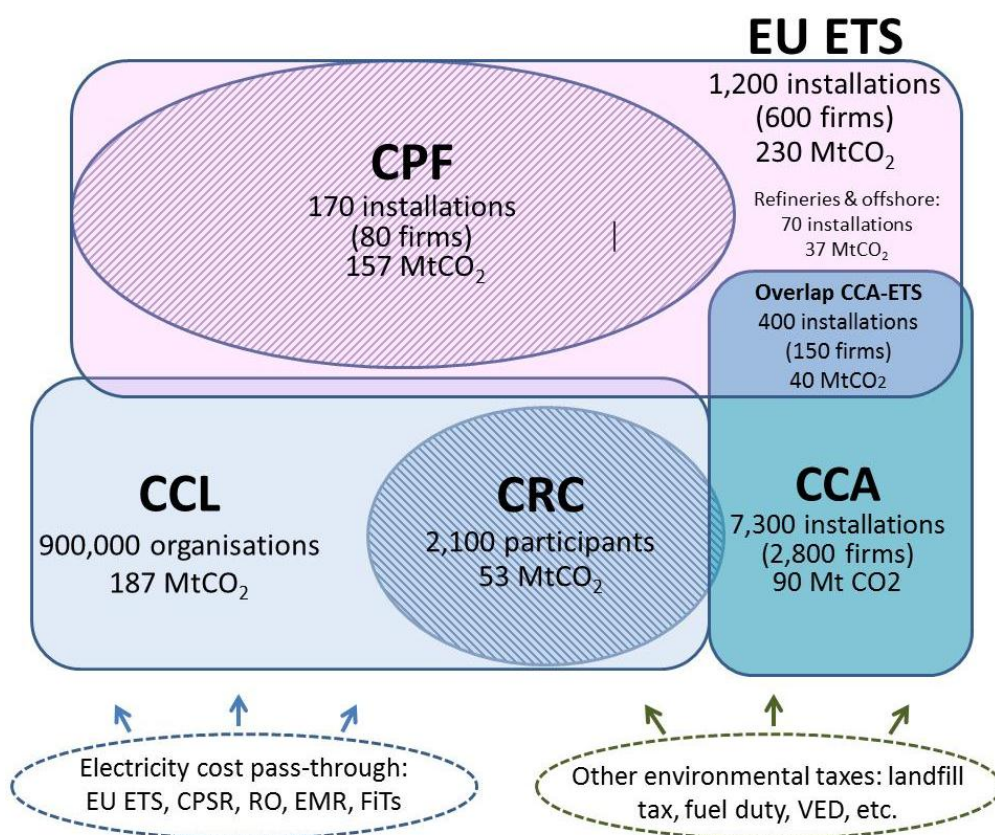 EU ETS
1,200 installations
(600 firms)
230 MtCO₂
CPF
170 installations
(80 firms)
157 MtCO₂
Refineries & offshore:
70 installations
37 MtCO₂
Overlap CCA-ETS
400 installations
(150 firms)
40 MtCO2
CCL
900,000 organisations
187 MtCO₂
CRC
2,100 participants
53 MtCO₂
CCA
7,300 installations
(2,800 firms)
90 Mt CO2
Electricity cost pass-through:
EU ETS, CPSR, RO, EMR, FiTs
Other environmental taxes: landfill
tax, fuel duty, VED, etc.